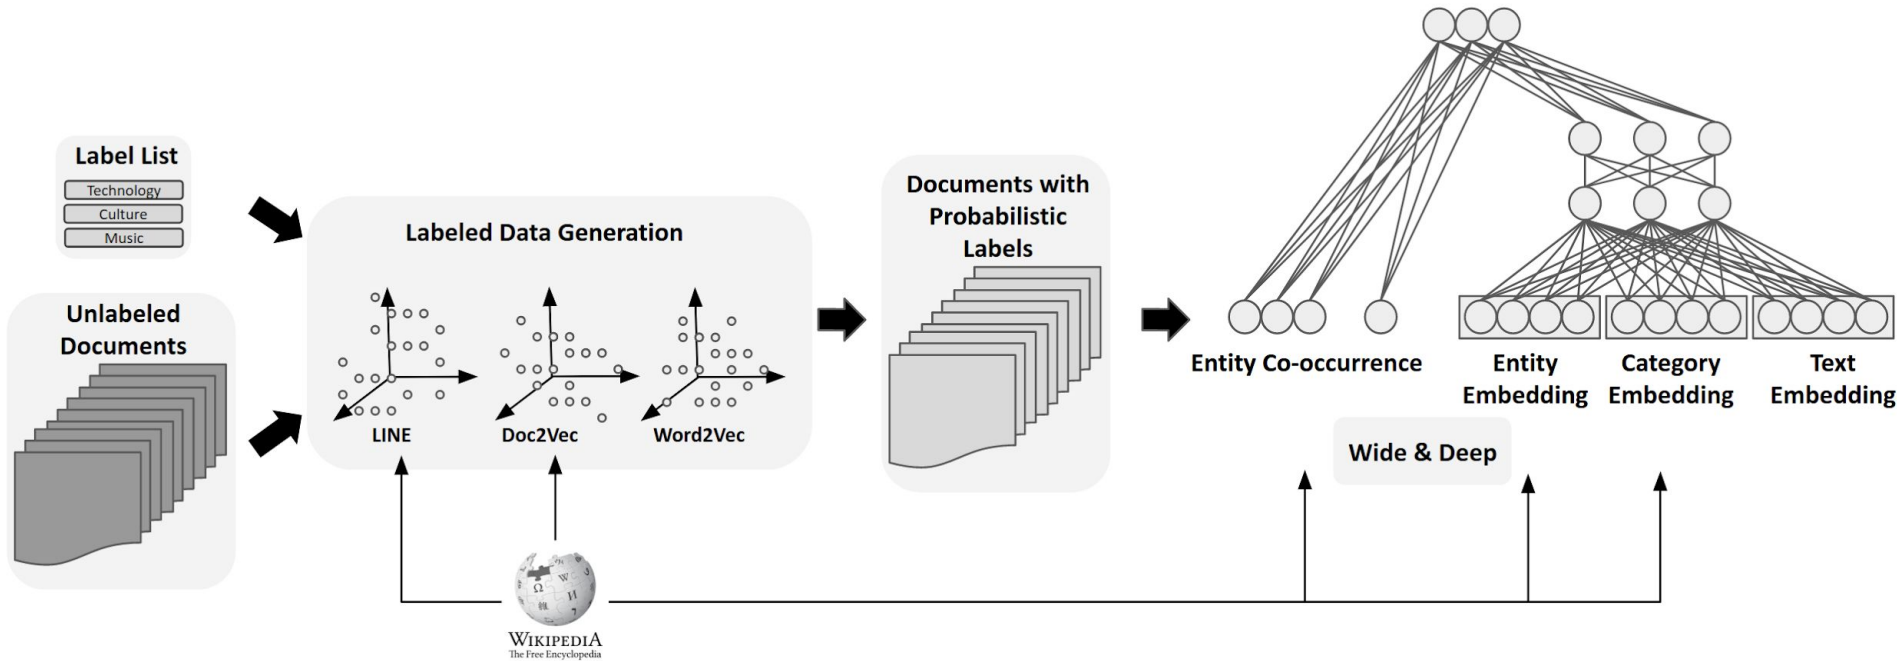 Label List
Technology
Culture
Music
Unlabeled
Documents
Labeled Data Generation
LINE
Doc2Vec
Word2Vec
WIKIPEDIA
The Free Encyclopedia
Documents with
Probabilistic
Labels
Entity Co-occurrence
Entity
Embedding
Category
Embedding
Text
Embedding
Wide & Deep